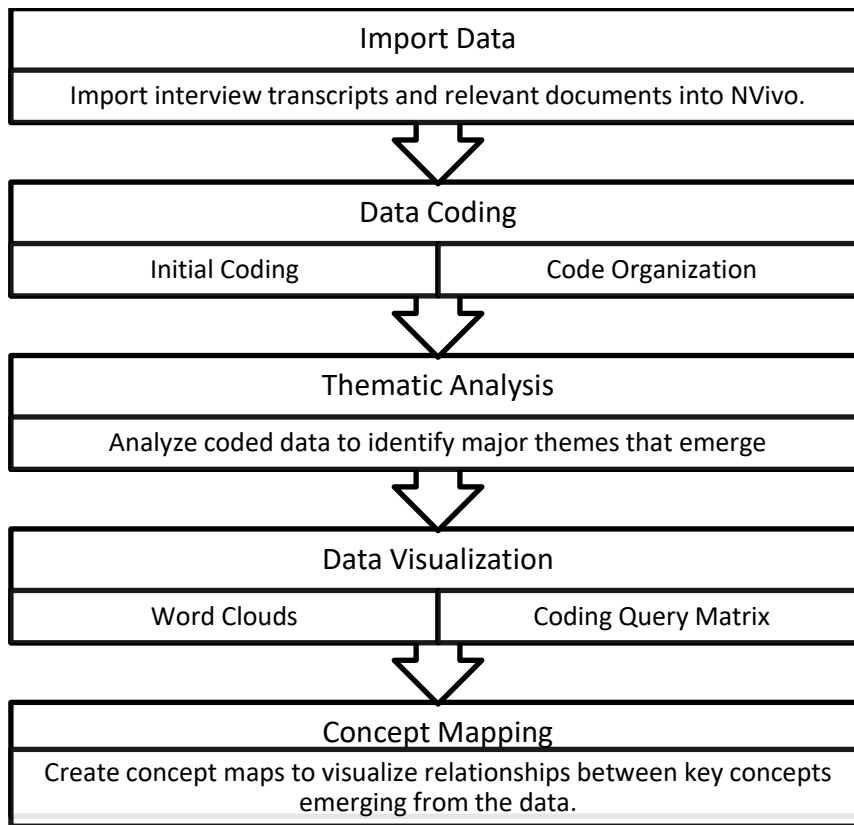 Import Data
Import interview transcripts and relevant documents into NVivo.
Data Coding
Initial Coding
Code Organization
Thematic Analysis
Analyze coded data to identify major themes that emerge
Data Visualization
Word Clouds
Coding Query Matrix
Concept Mapping
Create concept maps to visualize relationships between key concepts
emerging from the data.